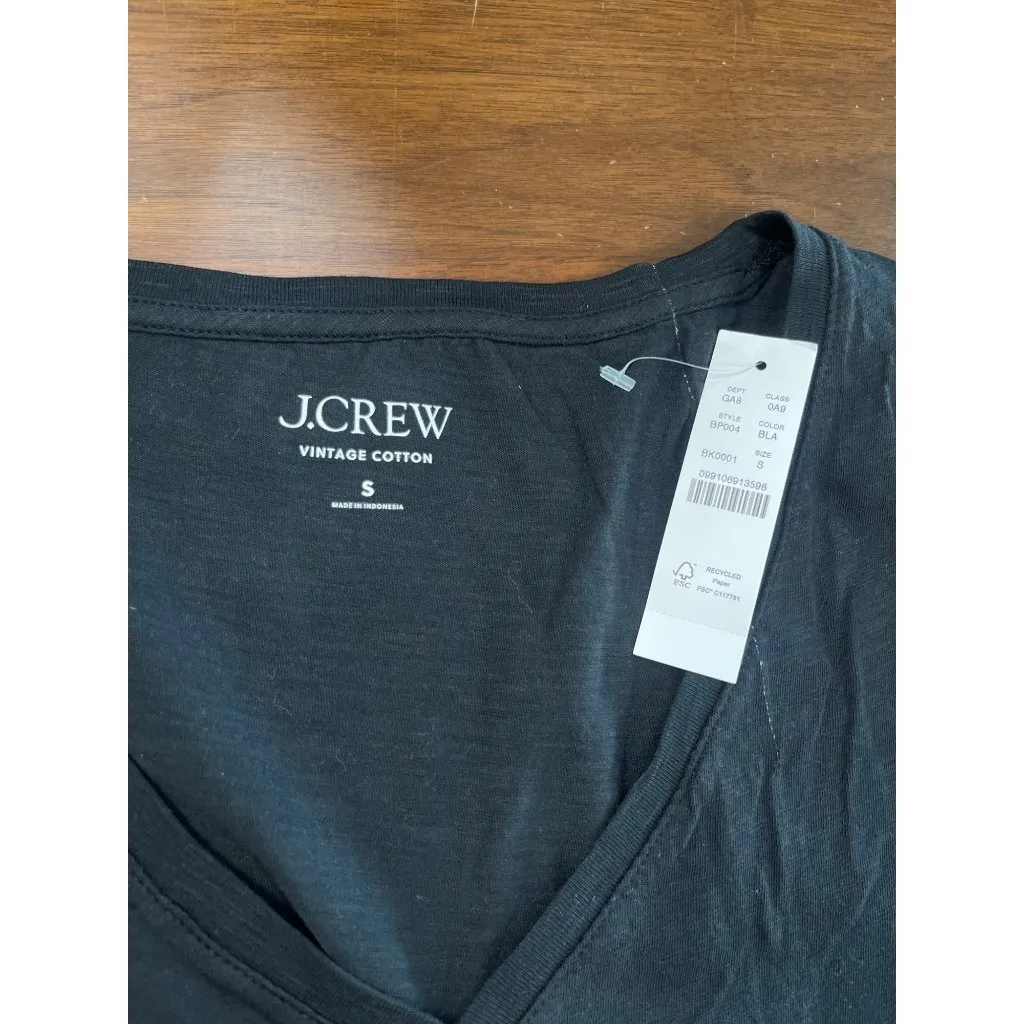 J.CREW
VINTAGE COTTON
S
MADE IN INDONESIA
DEPT CLASS
GA8 0A9
STYLE COLOR
BP004 BLA
SIZE
BK0001 S
099106913596
RECYCLED
Paper
FSC FSC® C117781